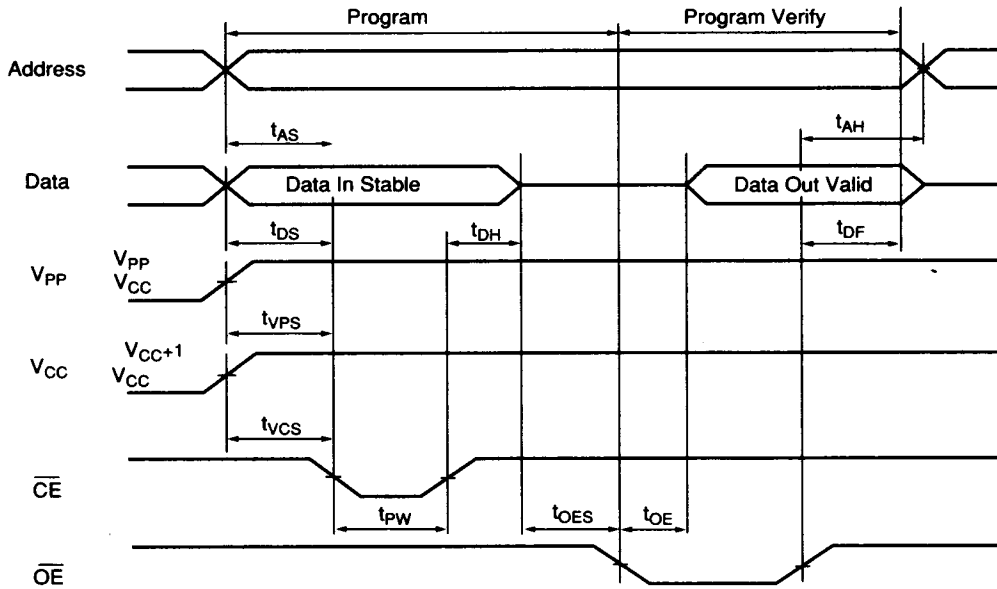 Program
Program Verify
Address
tAS
tAH
Data
Data In Stable
Data Out Valid
tDS
tDH
tDF
VPP
VPP
VCC
tVPS
VCC
VCC+1
VCC
tVCS
CE
tPW
tOES
tOE
OE